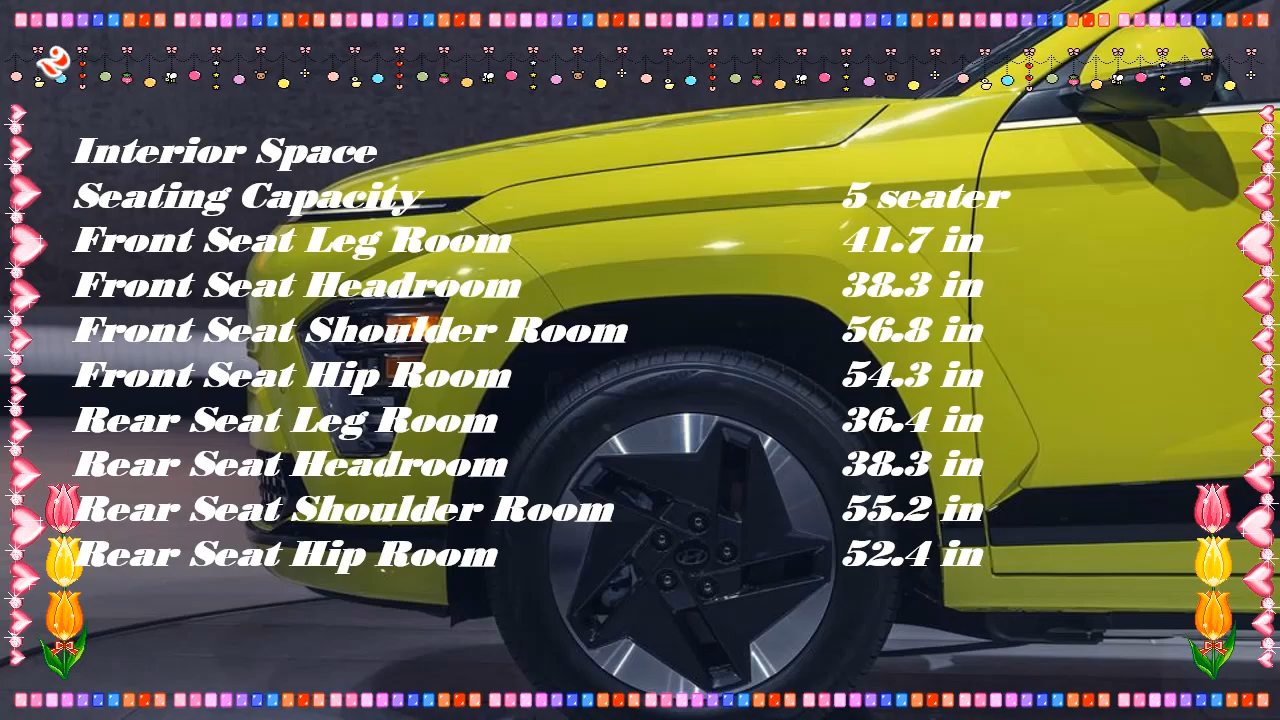 2
Interior Space
Seating Capacity 5 seater
Front Seat Leg Room 41.7 in
Front Seat Headroom 38.3 in
Front Seat Shoulder Room 56.8 in
Front Seat Hip Room 54.3 in
Rear Seat Leg Room 36.4 in
Rear Seat Headroom 38.3 in
Rear Seat Shoulder Room 55.2 in
Rear Seat Hip Room 52.4 in